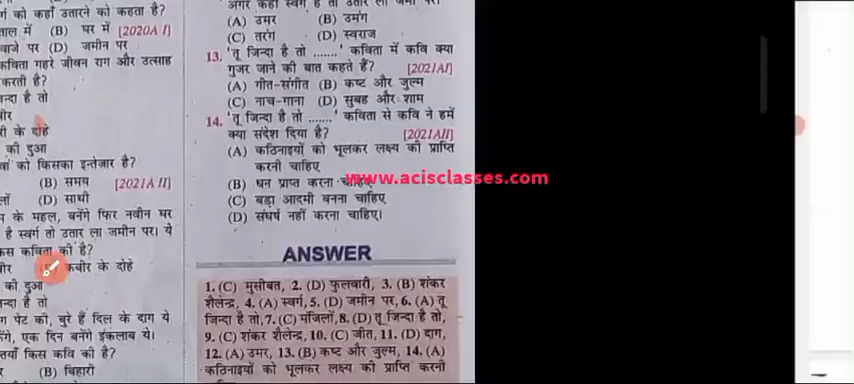 र्ग को कहाँ उतारने को कहता है?
ताल में (B) घर में [2020A I]
वाजे पर (D) जमीन पर
कविता गहरे जीवन राग और उत्साह
करती है?
न्दा है तो
री के दोहे
की दुआ
वां को किसका इन्तेजार है?
(B) समय [2021A II]
(D) साथी
के महल, बनेंगे फिर नवीन घर
है स्वर्ग तो उतार ला जमीन पर। ये
कस कविता की है?
कबीर के दोहे
की दुआ
न्दा है तो
पेट की, बुरे हैं दिल के दाग ये
एक दिन बनेंगे इंकलाब ये।
किस कवि की है?
(B) बिहारी
अगर कहीं स्वर्ग है तो उतार ला
(A) उमर (B) उमंग
(C) तरंग (D) स्वराज
13. 'तू जिन्दा है तो .......' कविता में कवि क्या
गुजर जाने की बात कहते हैं? [2021AI]
(A) गीत-संगीत (B) कष्ट और जुल्म
(C) नाच-गाना (D) सुबह और शाम
14. 'तू जिन्दा है तो .......' कविता से कवि ने हमें
क्या संदेश दिया है? [2021AII]
(A) कठिनाइयों को भूलकर लक्ष्य की प्राप्ति
करनी चाहिए
(B) धन प्राप्त करना चाहिए
(C) बड़ा आदमी बनना चाहिए
(D) संघर्ष नहीं करना चाहिए।
www.acisclasses.com
ANSWER
1. (C) मुसीबत, 2. (D) फुलवारी, 3. (B) शंकर
शैलेन्द्र, 4. (A) स्वर्ग, 5. (D) जमीन पर, 6. (A) तू
जिन्दा है तो, 7. (C) मंजिलों, 8. (D) तू जिन्दा है तो,
9. (C) शंकर शैलेन्द्र, 10. (C) जीत, 11. (D) दाग,
12. (A) उमर, 13. (B) कष्ट और जुल्म, 14. (A)
कठिनाइयों को भूलकर लक्ष्य की प्राप्ति करनी